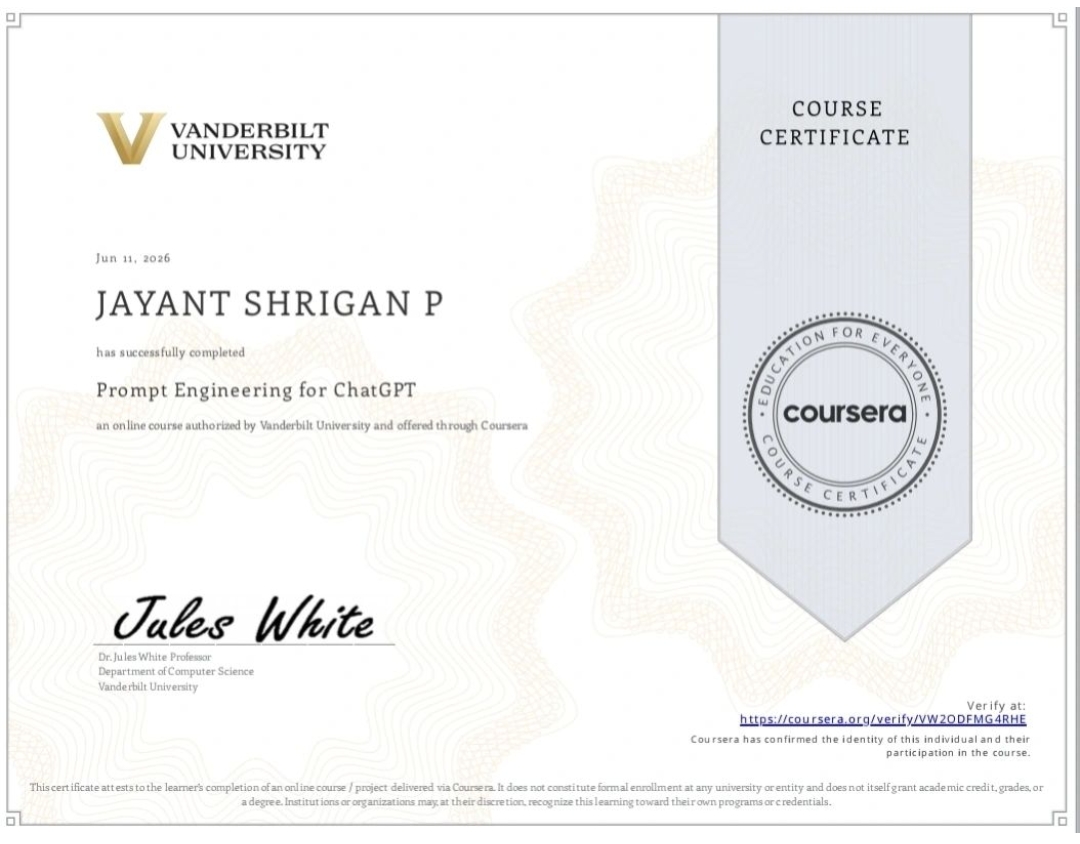 VANDERBILT
UNIVERSITY
COURSE
CERTIFICATE
Jun 11, 2026
JAYANT SHRIGAN P
has successfully completed
Prompt Engineering for ChatGPT
an online course authorized by Vanderbilt University and offered through Coursera
EDUCATION FOR EVERYONE
coursera
COURSE CERTIFICATE
Jules White
Dr. Jules White Professor
Department of Computer Science
Vanderbilt University
Verify at:
https://coursera.org/verify/VW2ODFMG4RHE
Coursera has confirmed the identity of this individual and their
participation in the course.
This certificate attests to the learner's completion of an online course / project delivered via Coursera. It does not constitute formal enrollment at any university or entity and does not itself grant academic credit, grades, or
a degree. Institutions or organizations may, at their discretion, recognize this learning toward their own programs or credentials.